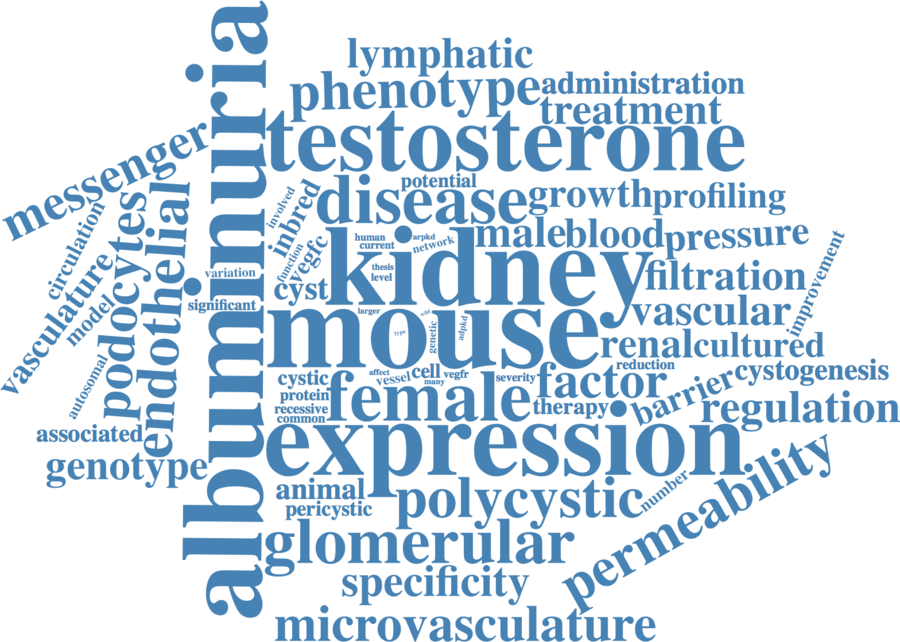 lymphatic
phenotype
administration
treatment
testosterone
messenger
albuminuria
potential
disease
growth
profiling
involved
inbred
circulation
podocytes
endothelial
human
current
arpkd
network
male
blood
pressure
function
vegfc
kidney
filtration
improvement
variation
thesis
level
cyst
significant
vasculature
model
larger
mouse
type
wild
genetic
adpkd
vascular
renal
cultured
autosomal
reduction
cystic
affect
vessel
cell
many
vegfr
severity
factor
barrier
cystogenesis
protein
recessive
common
female
therapy
regulation
associated
genotype
expression
animal
pericystic
polycystic
number
permeability
glomerular
specificity
microvasculature